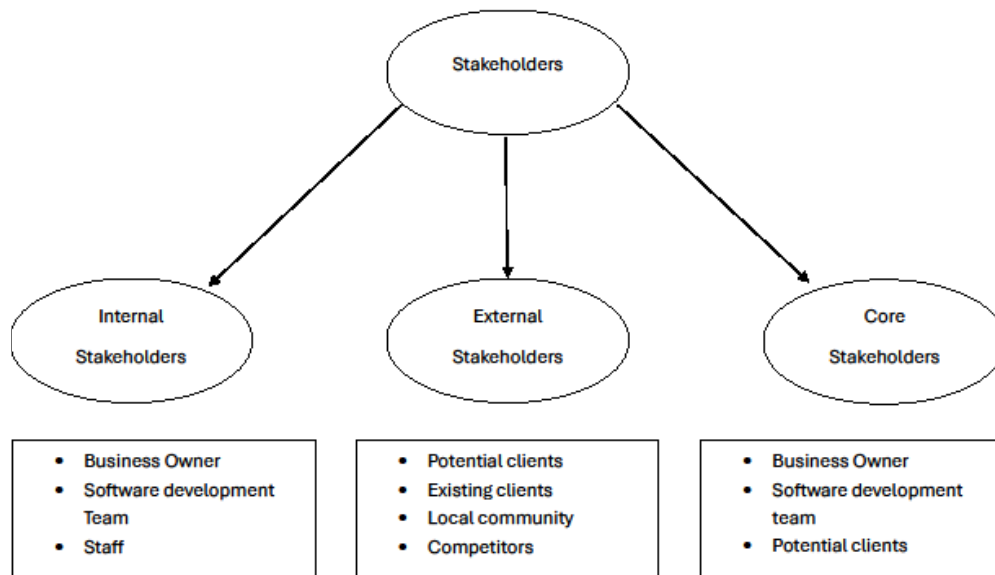 Stakeholders
Internal
Stakeholders
External
Stakeholders
Core
Stakeholders
• Business Owner
• Software development
Team
• Staff
• Potential clients
• Existing clients
• Local community
• Competitors
• Business Owner
• Software development
team
• Potential clients